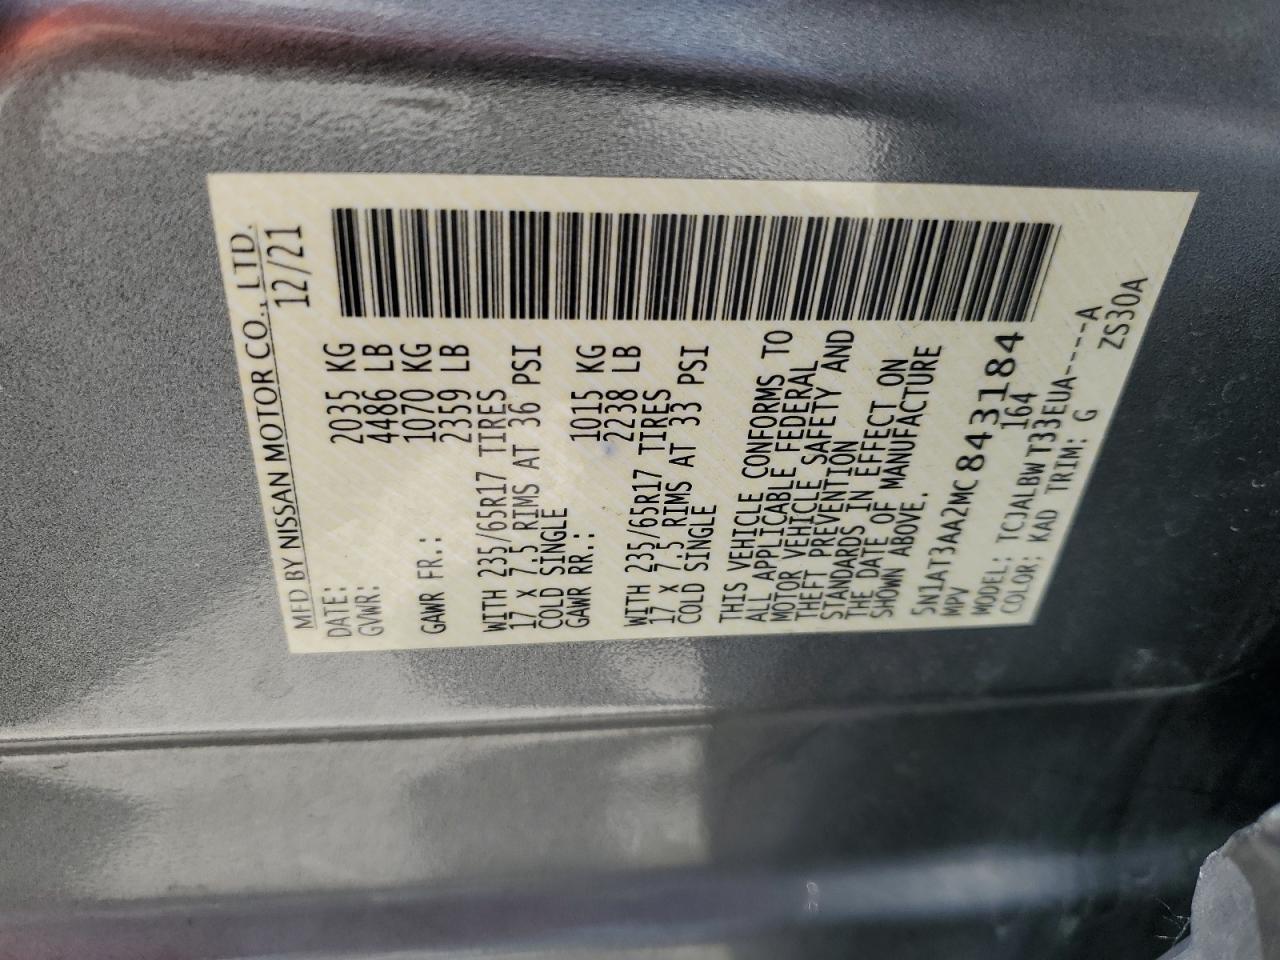 MFD BY NISSAN MOTOR CO., LTD.
DATE: 12/21
GVWR: 2035 KG
4486 LB
GAWR FR.: 1070 KG
2359 LB
WITH 235/65R17 TIRES
17 X 7.5 RIMS AT 36 PSI
COLD SINGLE
GAWR RR.: 1015 KG
2238 LB
WITH 235/65R17 TIRES
17 X 7.5 RIMS AT 33 PSI
COLD SINGLE
THIS VEHICLE CONFORMS TO
ALL APPLICABLE FEDERAL
MOTOR VEHICLE SAFETY AND
THEFT PREVENTION
STANDARDS IN EFFECT ON
THE DATE OF MANUFACTURE
SHOWN ABOVE.
5N1AT3AA2MC843184
MPV 164
MODEL: TCJALBWT33EUA----A
COLOR: KAD TRIM: G ZS30A